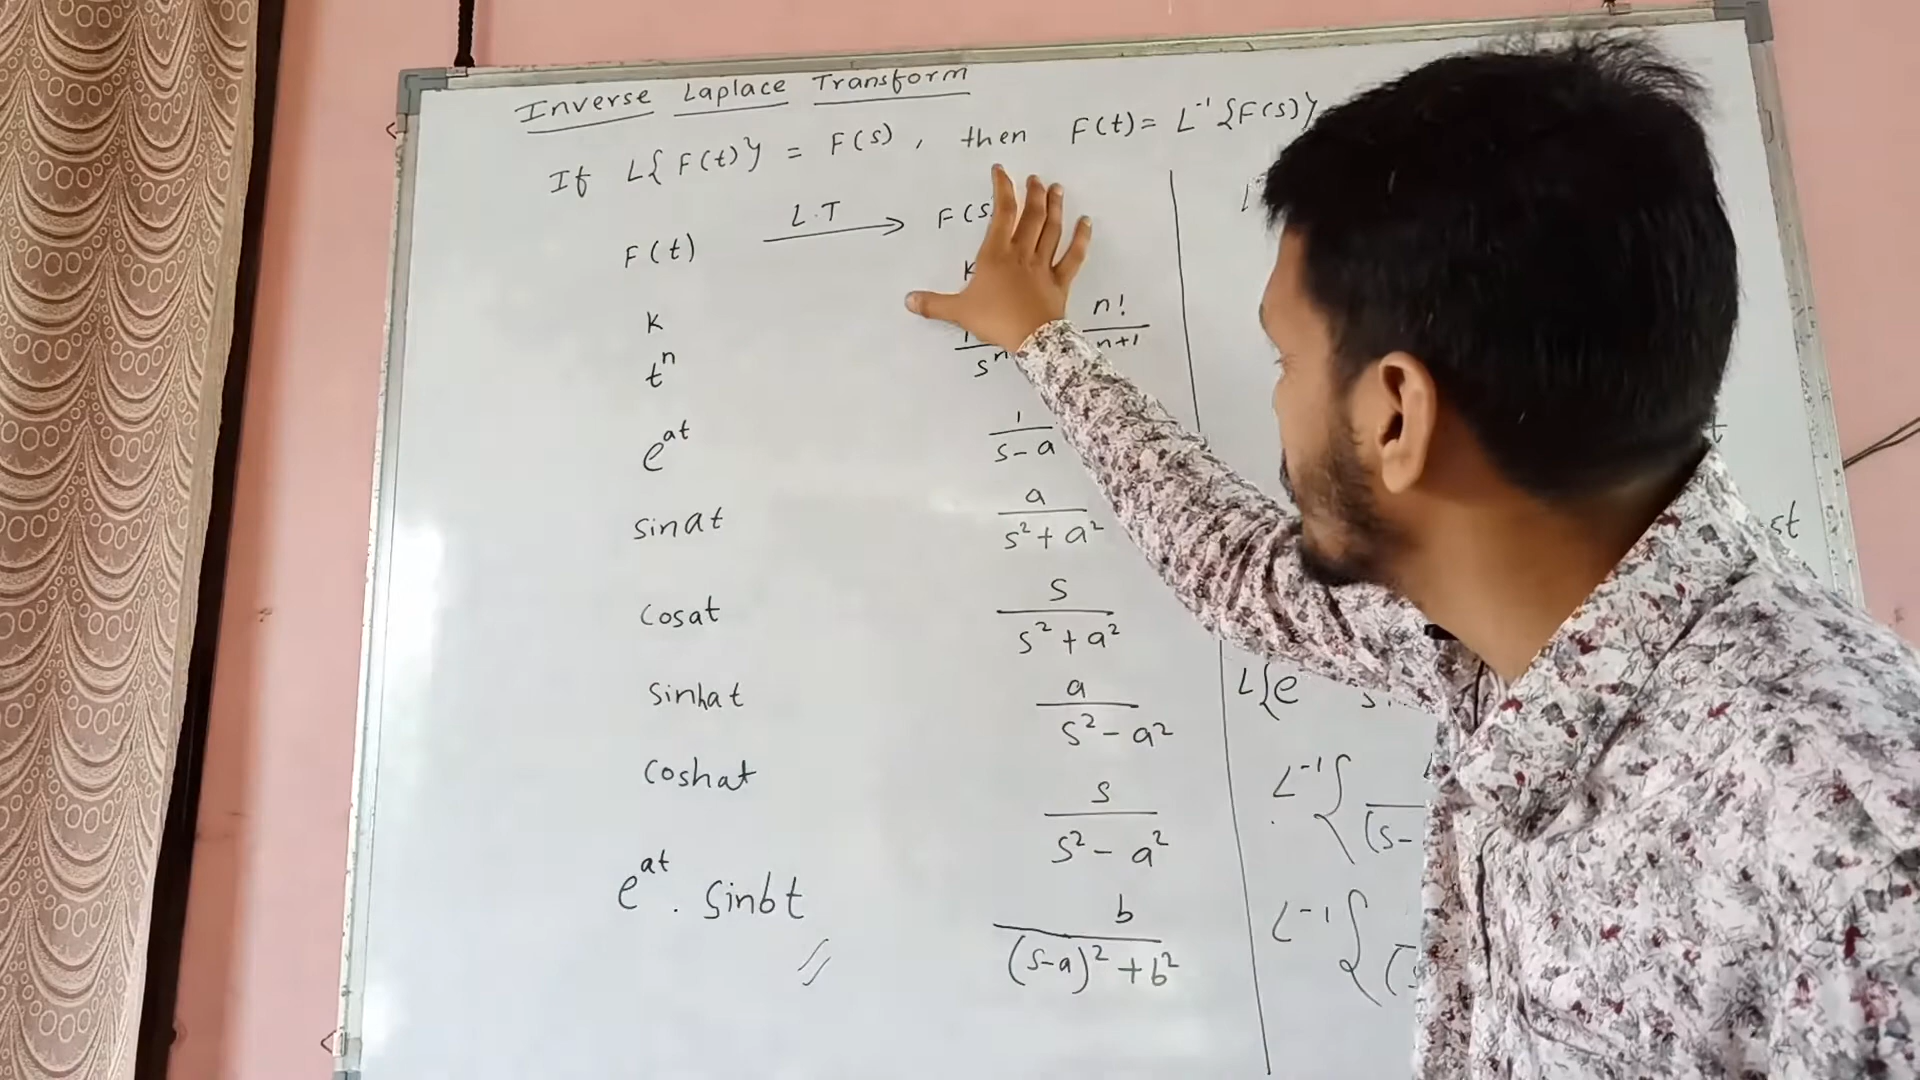 Inverse Laplace Transform
If L{F(t)} = F(s), then F(t) = L⁻¹{F(s)}
F(t) L.T → F(s)
K K
tⁿ n! / n+1
e^at 1/(s-a)
sinat a/(s²+a²)
cosat s/(s²+a²)
sinhat a/(s²-a²)
coshat s/(s²-a²)
e^at . sinbt b/((s-a)²+b²)
L{e
L⁻¹{ (s-
L⁻¹{